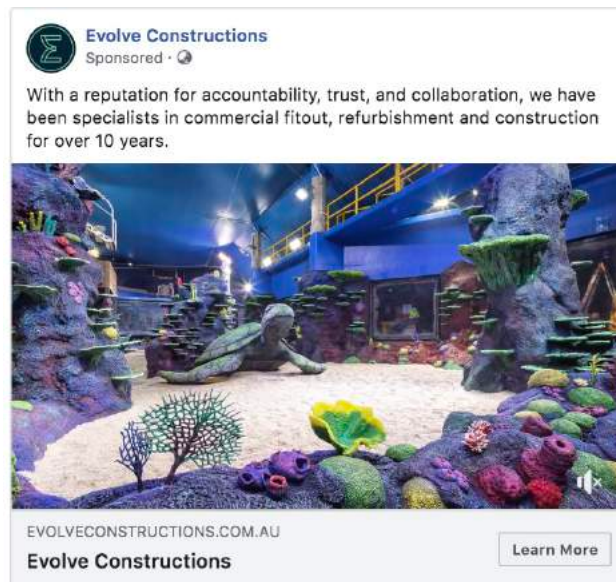 Evolve Constructions
Sponsored ·
With a reputation for accountability, trust, and collaboration, we have
been specialists in commercial fitout, refurbishment and construction
for over 10 years.
EVOLVECONSTRUCTIONS.COM.AU
Evolve Constructions
Learn More